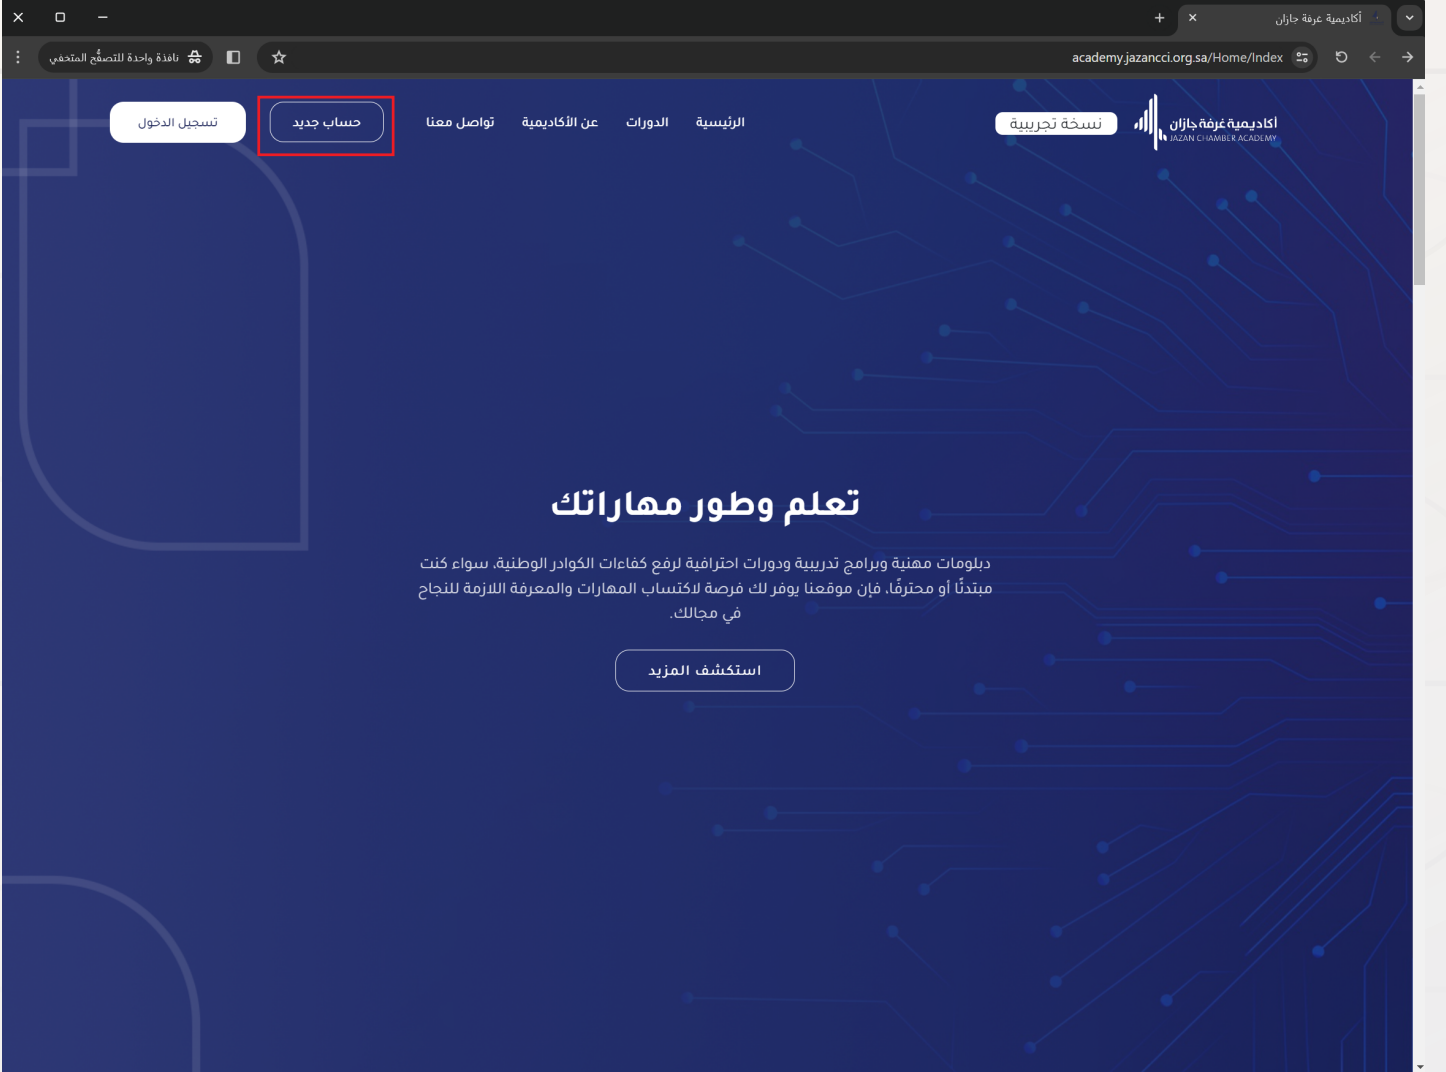 أكاديمية غرفة جازان
academy.jazancci.org.sa/Home/Index
نافذة واحدة للتصفُّح المتخفي
أكاديمية غرفة جازان
JAZAN CHAMBER ACADEMY
نسخة تجريبية
الرئيسية
الدورات
عن الأكاديمية
تواصل معنا
حساب جديد
تسجيل الدخول
تعلم وطور مهاراتك
دبلومات مهنية وبرامج تدريبية ودورات احترافية لرفع كفاءات الكوادر الوطنية، سواء كنت
مبتدئًا أو محترفًا، فإن موقعنا يوفر لك فرصة لاكتساب المهارات والمعرفة اللازمة للنجاح
في مجالك.
استكشف المزيد